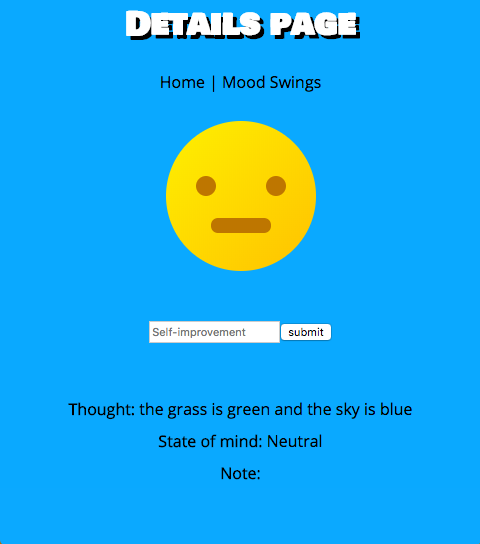 Details page
Home | Mood Swings
Self-improvement submit
Thought: the grass is green and the sky is blue
State of mind: Neutral
Note: